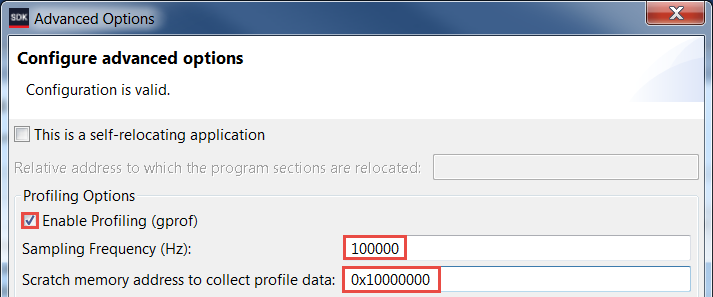 SDK Advanced Options
Configure advanced options
Configuration is valid.
This is a self-relocating application
Relative address to which the program sections are relocated:
Profiling Options
Enable Profiling (gprof)
Sampling Frequency (Hz): 100000
Scratch memory address to collect profile data: 0x10000000